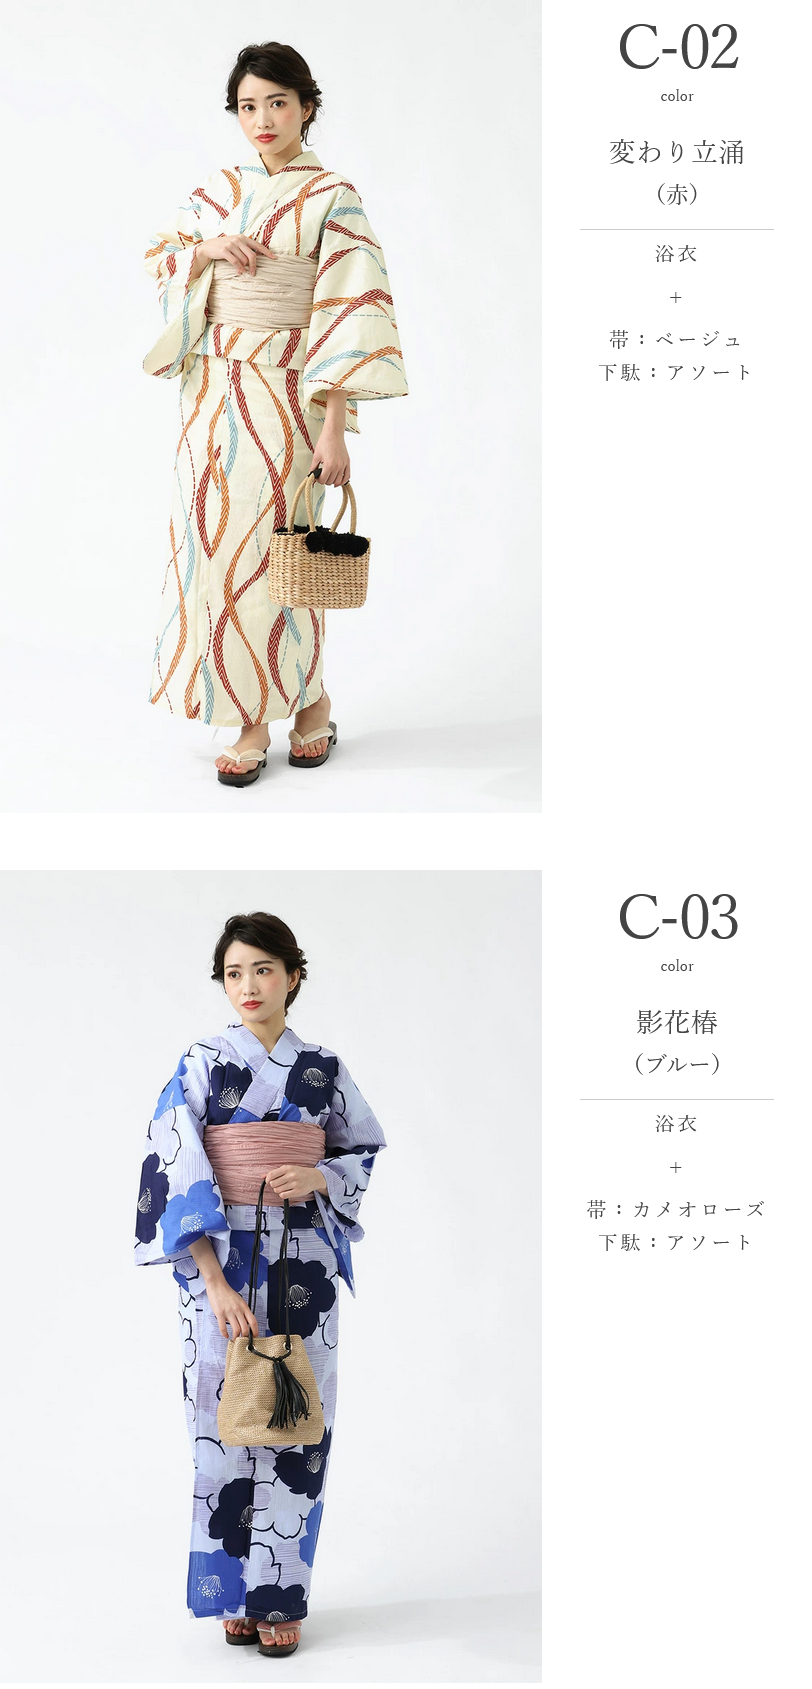 C-02
color
変わり立涌
（赤）
浴衣
+
帯：ベージュ
下駄：アソート
C-03
color
影花椿
（ブルー）
浴衣
+
帯：カメオローズ
下駄：アソート